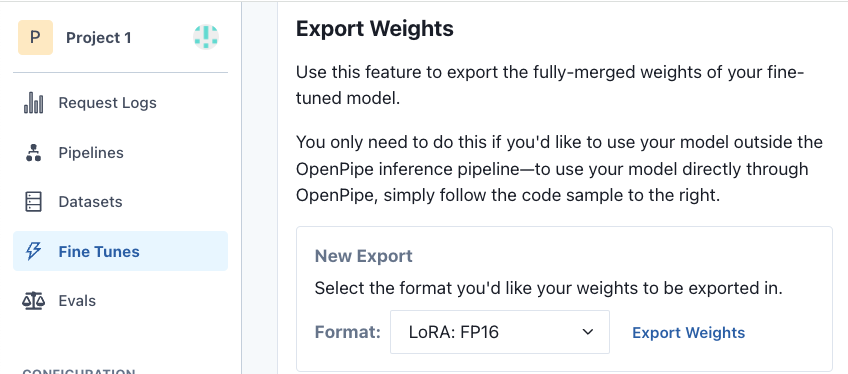 P Project 1
Request Logs
Pipelines
Datasets
Fine Tunes
Evals
CONFIGURATION
Export Weights
Use this feature to export the fully-merged weights of your fine-
tuned model.
You only need to do this if you'd like to use your model outside the
OpenPipe inference pipeline—to use your model directly through
OpenPipe, simply follow the code sample to the right.
New Export
Select the format you'd like your weights to be exported in.
Format: LoRA: FP16 Export Weights